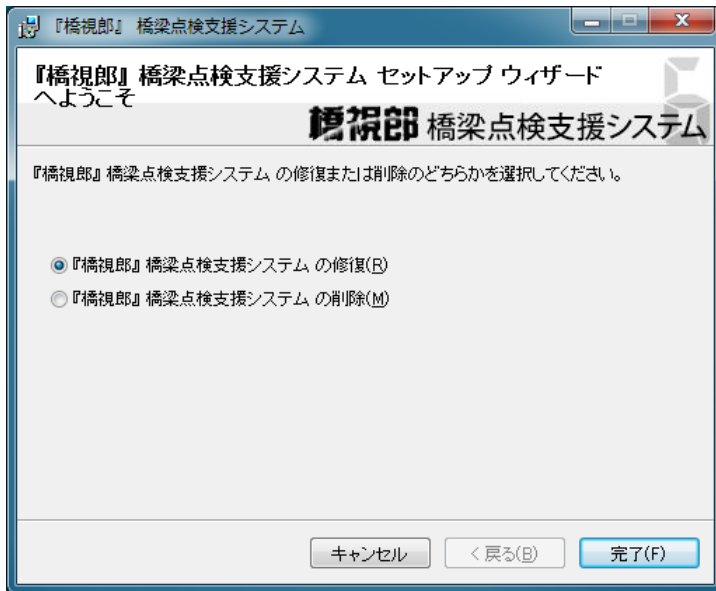 『橋視郎』 橋梁点検支援システム
『橋視郎』 橋梁点検支援システム セットアップ ウィザード
へようこそ
橋視郎 橋梁点検支援システム
『橋視郎』 橋梁点検支援システム の修復または削除のどちらかを選択してください。
『橋視郎』 橋梁点検支援システム の修復(R)
『橋視郎』 橋梁点検支援システム の削除(M)
キャンセル
< 戻る(B)
完了(F)